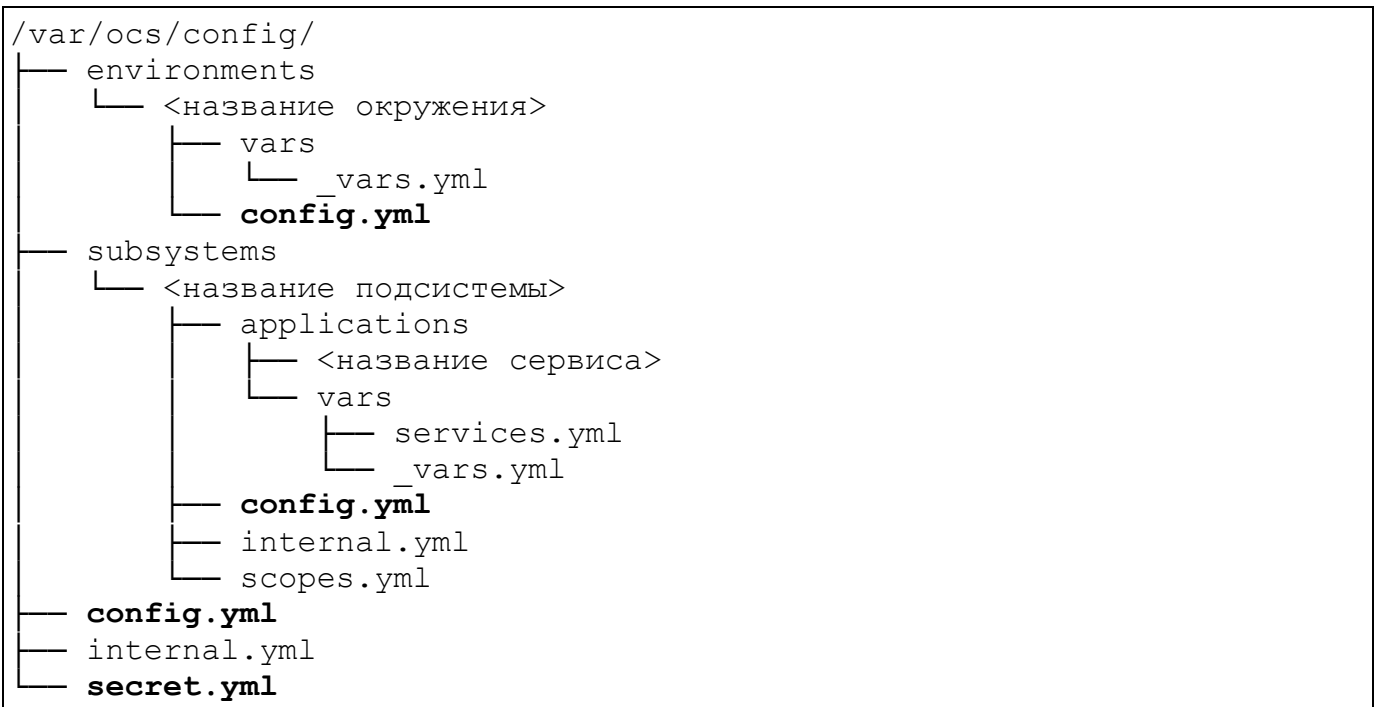 /var/ocs/config/
├── environments
│   └── <название окружения>
│       ├── vars
│       │   └── _vars.yml
│       └── config.yml
├── subsystems
│   └── <название подсистемы>
│       ├── applications
│       │   ├── <название сервиса>
│       │   └── vars
│       │       ├── services.yml
│       │       └── _vars.yml
│       ├── config.yml
│       ├── internal.yml
│       └── scopes.yml
├── config.yml
├── internal.yml
└── secret.yml